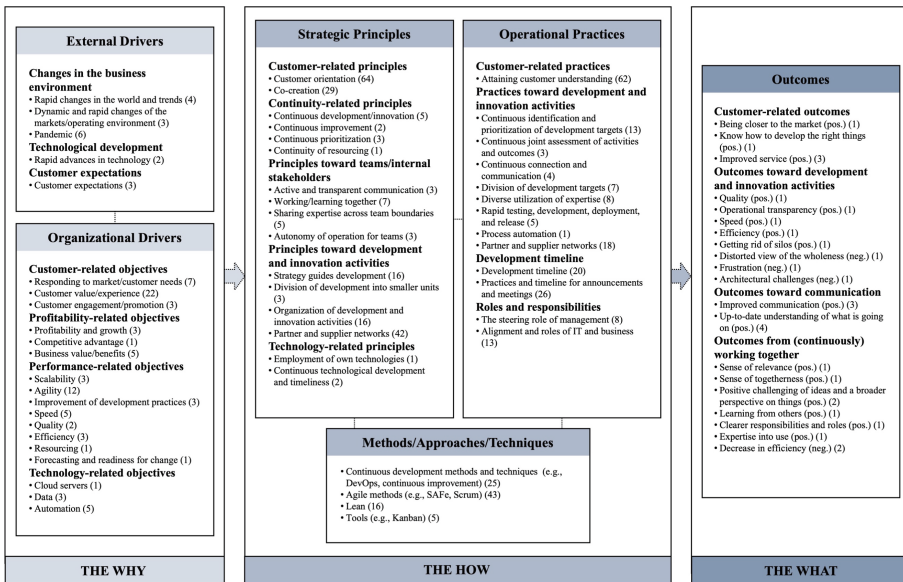 External Drivers
Changes in the business
environment
• Rapid changes in the world and trends (4)
• Dynamic and rapid changes of the
markets/operating environment (3)
• Pandemic (6)
Technological development
• Rapid advances in technology (2)
Customer expectations
• Customer expectations (3)
Organizational Drivers
Customer-related objectives
• Responding to market/customer needs (7)
• Customer value/experience (22)
• Customer engagement/promotion (3)
Profitability-related objectives
• Profitability and growth (3)
• Competitive advantage (1)
• Business value/benefits (5)
Performance-related objectives
• Scalability (3)
• Agility (12)
• Improvement of development practices (3)
• Speed (5)
• Quality (2)
• Efficiency (3)
• Resourcing (1)
• Forecasting and readiness for change (1)
Technology-related objectives
• Cloud servers (1)
• Data (3)
• Automation (5)
THE WHY
Strategic Principles
Customer-related principles
• Customer orientation (64)
• Co-creation (29)
Continuity-related principles
• Continuous development/innovation (5)
• Continuous improvement (2)
• Continuous prioritization (3)
• Continuity of resourcing (1)
Principles toward teams/internal
stakeholders
• Active and transparent communication (3)
• Working/learning together (7)
• Sharing expertise across team boundaries
(5)
• Autonomy of operation for teams (3)
Principles toward development
and innovation activities
• Strategy guides development (16)
• Division of development into smaller units
(3)
• Organization of development and
innovation activities (16)
• Partner and supplier networks (42)
Technology-related principles
• Employment of own technologies (1)
• Continuous technological development
and timeliness (2)
Operational Practices
Customer-related practices
• Attaining customer understanding (62)
Practices toward development and
innovation activities
• Continuous identification and
prioritization of development targets (13)
• Continuous joint assessment of activities
and outcomes (3)
• Continuous connection and
communication (4)
• Division of development targets (7)
• Diverse utilization of expertise (8)
• Rapid testing, development, deployment, and
release (5)
• Process automation (1)
• Partner and supplier networks (18)
Development timeline
• Development timeline (20)
• Practices and timeline for announcements
and meetings (26)
Roles and responsibilities
• The steering role of management (8)
• Alignment and roles of IT and business
(13)
Methods/Approaches/Techniques
• Continuous development methods and techniques (e.g.,
DevOps, continuous improvement) (25)
• Agile methods (e.g., SAFe, Scrum) (43)
• Lean (16)
• Tools (e.g., Kanban) (5)
THE HOW
Outcomes
Customer-related outcomes
• Being closer to the market (pos.) (1)
• Know how to develop the right things
(pos.) (1)
• Improved service (pos.) (3)
Outcomes toward development
and innovation activities
• Quality (pos.) (1)
• Operational transparency (pos.) (1)
• Speed (pos.) (1)
• Efficiency (pos.) (1)
• Getting rid of silos (pos.) (1)
• Distorted view of the wholeness (neg.) (1)
• Frustration (neg.) (1)
• Architectural challenges (neg.) (1)
Outcomes toward communication
• Improved communication (pos.) (3)
• Up-to-date understanding of what is going
on (pos.) (4)
Outcomes from (continuously)
working together
• Sense of relevance (pos.) (1)
• Sense of togetherness (pos.) (1)
• Positive challenging of ideas and a broader
perspective on things (pos.) (2)
• Learning from others (pos.) (1)
• Clearer responsibilities and roles (pos.) (1)
• Expertise into use (pos.) (1)
• Decrease in efficiency (neg.) (2)
THE WHAT